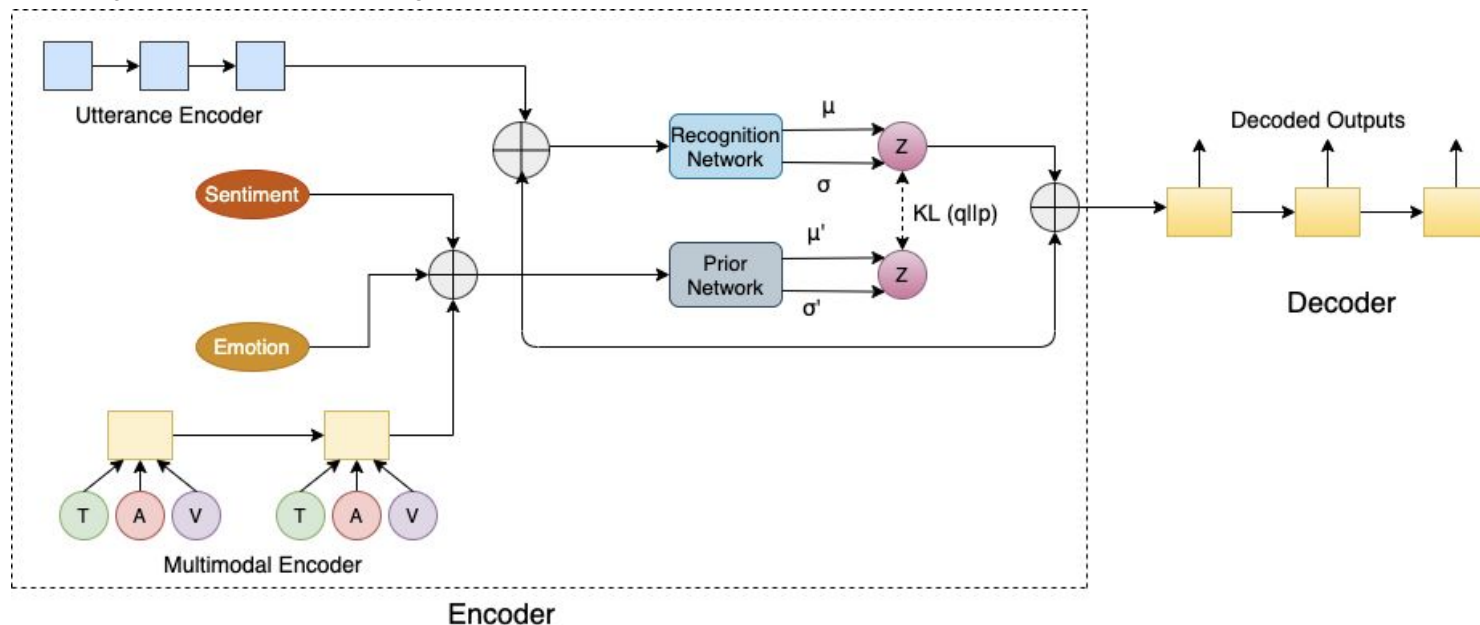 Utterance Encoder
Sentiment
Emotion
T
A
V
T
A
V
Multimodal Encoder
Recognition
Network
μ
σ
Z
KL (q||p)
Prior
Network
μ'
σ'
Z
Decoded Outputs
Decoder
Encoder